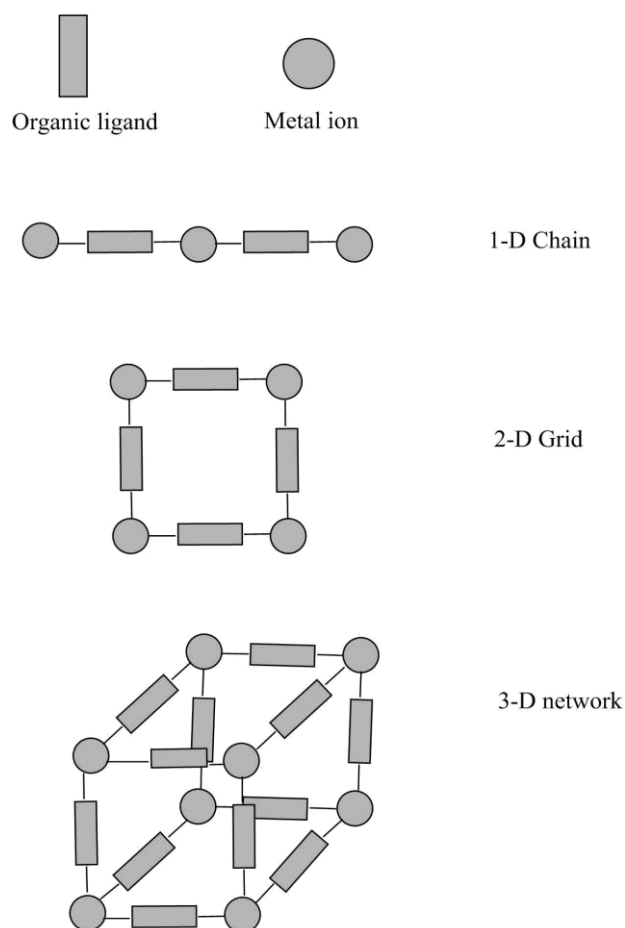 Organic ligand
Metal ion
1-D Chain
2-D Grid
3-D network